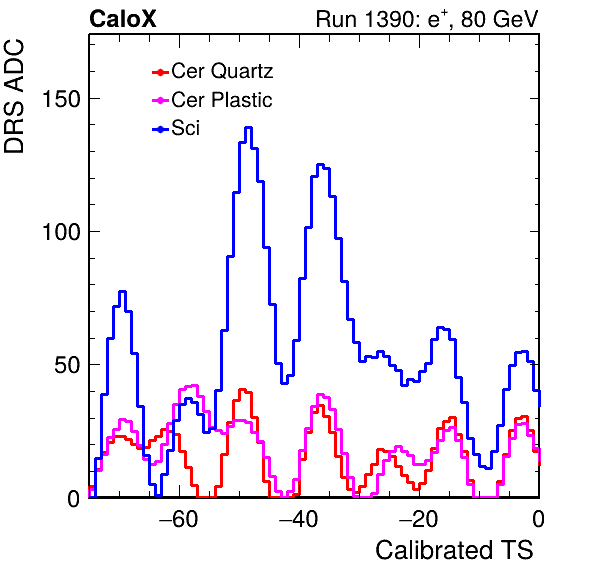 CaloX
Run 1390: e⁺, 80 GeV
DRS ADC
Cer Quartz
Cer Plastic
Sci
150
100
50
0
−60
−40
−20
0
Calibrated TS